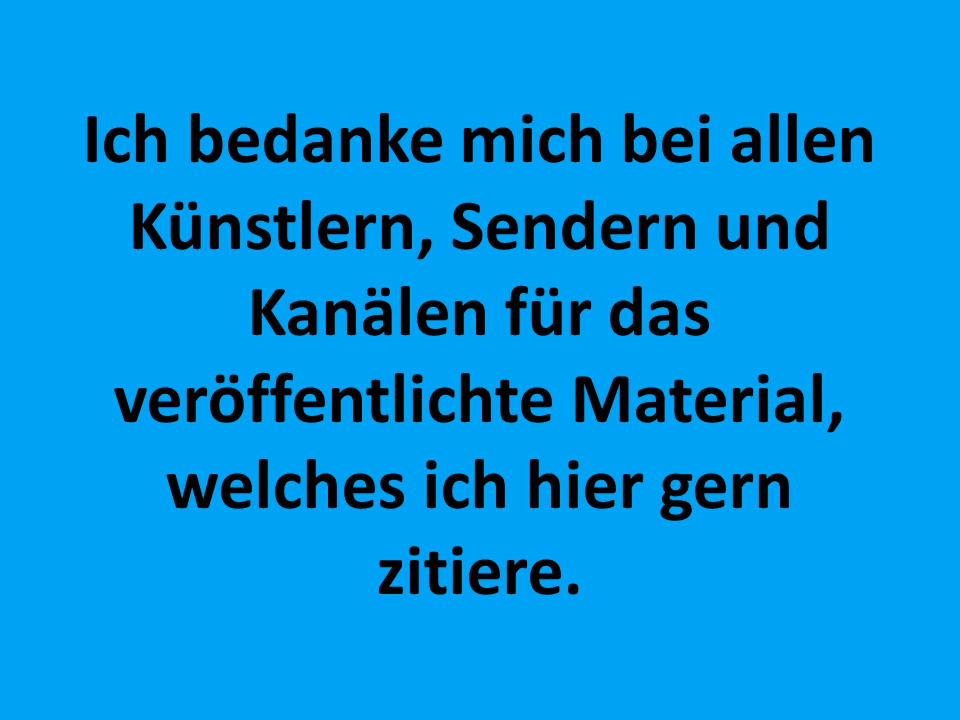 Ich bedanke mich bei allen
Künstlern, Sendern und
Kanälen für das
veröffentlichte Material,
welches ich hier gern
zitiere.